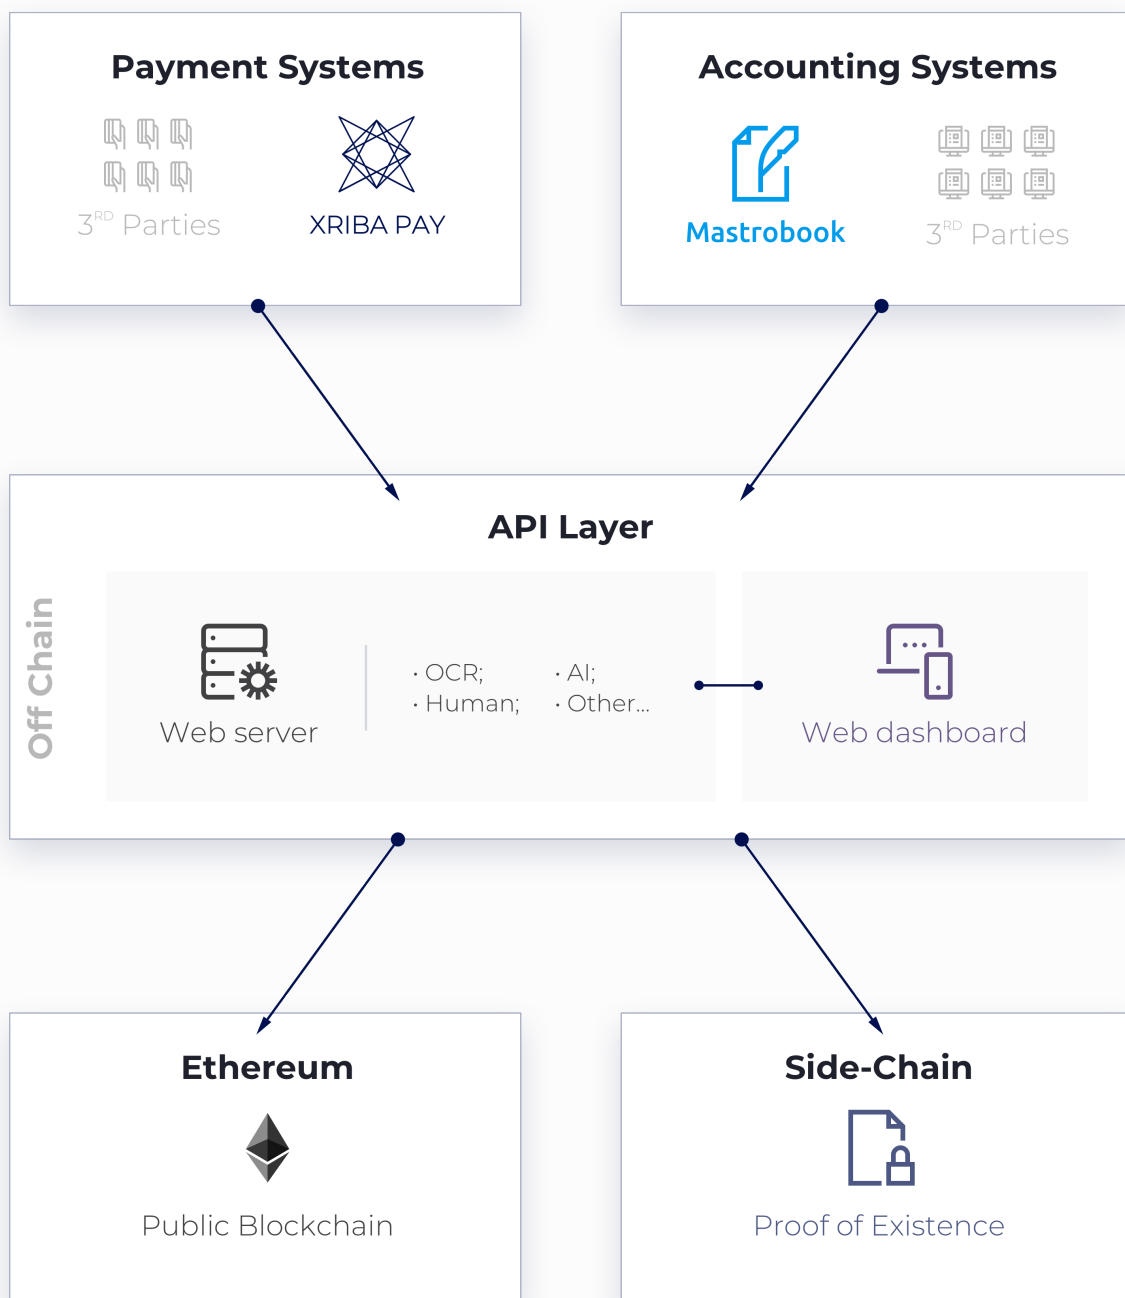 Payment Systems
3RD Parties
XRIBA PAY
Accounting Systems
Mastrobook
3RD Parties
API Layer
Off Chain
Web server
· OCR;
· Human;
· AI;
· Other...
Web dashboard
Ethereum
Public Blockchain
Side-Chain
Proof of Existence